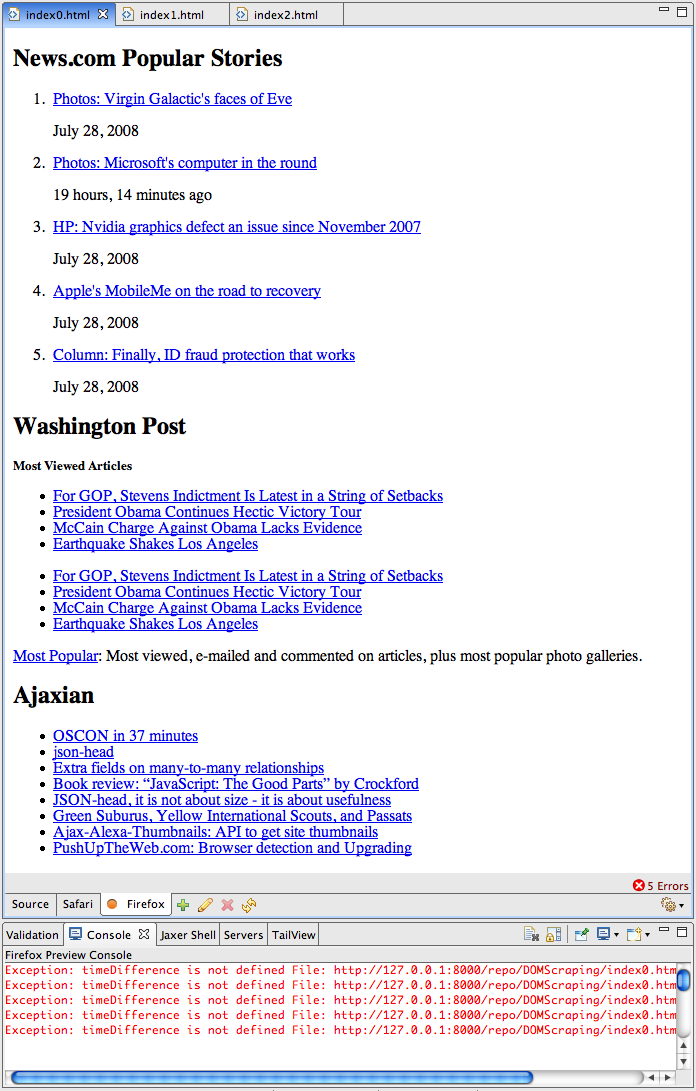 index0.html index1.html index2.html
News.com Popular Stories
1. Photos: Virgin Galactic's faces of Eve
July 28, 2008
2. Photos: Microsoft's computer in the round
19 hours, 14 minutes ago
3. HP: Nvidia graphics defect an issue since November 2007
July 28, 2008
4. Apple's MobileMe on the road to recovery
July 28, 2008
5. Column: Finally, ID fraud protection that works
July 28, 2008
Washington Post
Most Viewed Articles
• For GOP, Stevens Indictment Is Latest in a String of Setbacks
• President Obama Continues Hectic Victory Tour
• McCain Charge Against Obama Lacks Evidence
• Earthquake Shakes Los Angeles
• For GOP, Stevens Indictment Is Latest in a String of Setbacks
• President Obama Continues Hectic Victory Tour
• McCain Charge Against Obama Lacks Evidence
• Earthquake Shakes Los Angeles
Most Popular: Most viewed, e-mailed and commented on articles, plus most popular photo galleries.
Ajaxian
• OSCON in 37 minutes
• json-head
• Extra fields on many-to-many relationships
• Book review: “JavaScript: The Good Parts” by Crockford
• JSON-head, it is not about size - it is about usefulness
• Green Suburus, Yellow International Scouts, and Passats
• Ajax-Alexa-Thumbnails: API to get site thumbnails
• PushUpTheWeb.com: Browser detection and Upgrading
5 Errors
Source Safari Firefox
Validation Console Jaxer Shell Servers TailView
Firefox Preview Console
Exception: timeDifference is not defined File: http://127.0.0.1:8000/repo/DOMScraping/index0.htm
Exception: timeDifference is not defined File: http://127.0.0.1:8000/repo/DOMScraping/index0.htm
Exception: timeDifference is not defined File: http://127.0.0.1:8000/repo/DOMScraping/index0.htm
Exception: timeDifference is not defined File: http://127.0.0.1:8000/repo/DOMScraping/index0.htm
Exception: timeDifference is not defined File: http://127.0.0.1:8000/repo/DOMScraping/index0.htm